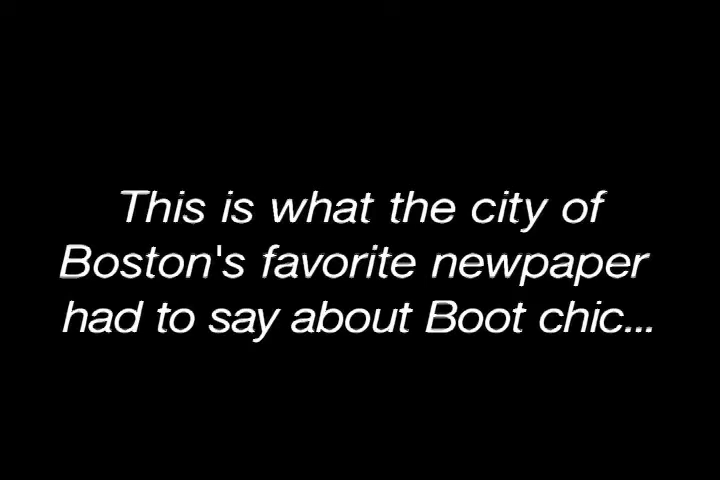 This is what the city of
Boston's favorite newpaper
had to say about Boot chic...